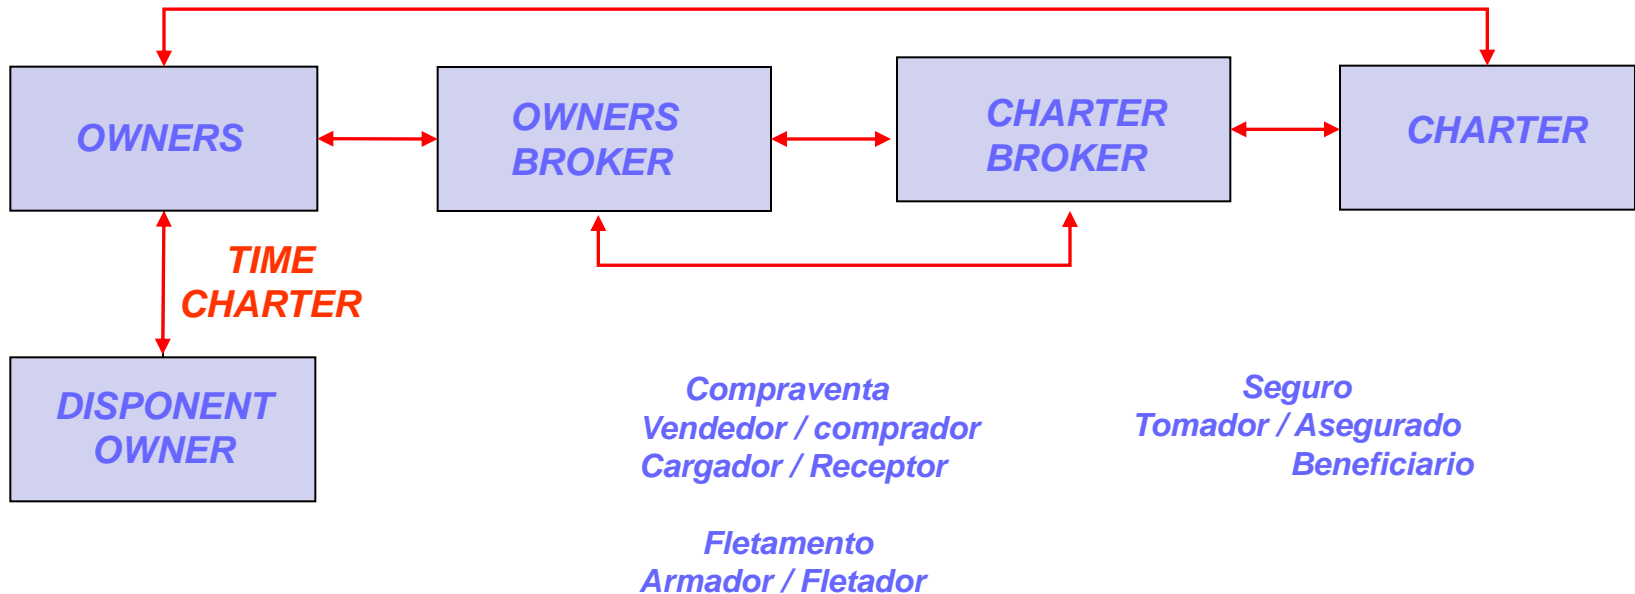 OWNERS
OWNERS
BROKER
CHARTER
BROKER
CHARTER
TIME
CHARTER
DISPONENT
OWNER
Compraventa
Vendedor / comprador
Cargador / Receptor
Seguro
Tomador / Asegurado
Beneficiario
Fletamento
Armador / Fletador